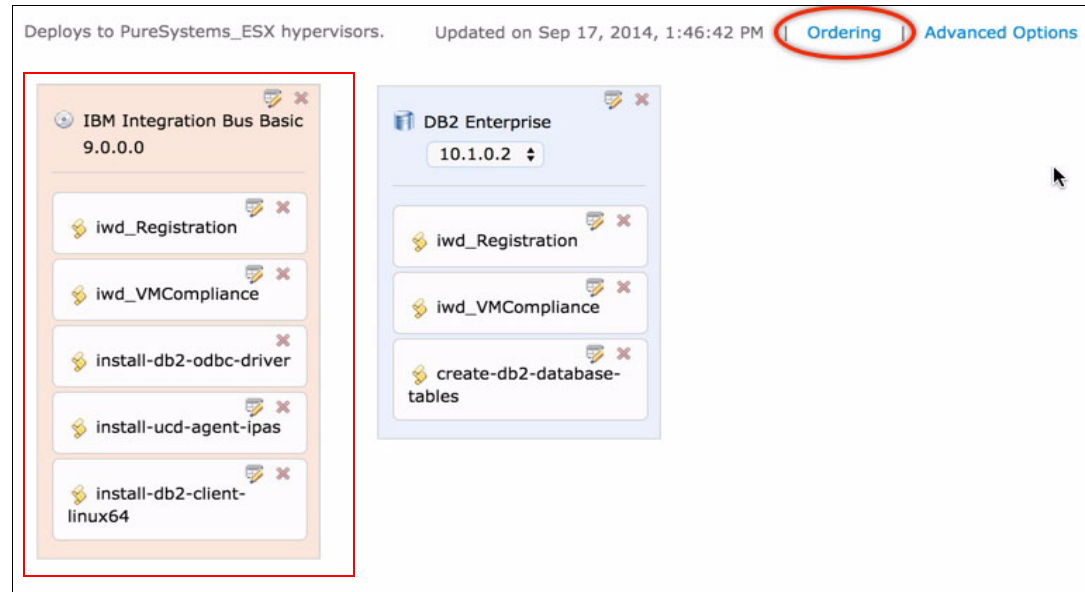 Deploys to PureSystems_ESX hypervisors. Updated on Sep 17, 2014, 1:46:42 PM | Ordering | Advanced Options
IBM Integration Bus Basic
9.0.0.0
iwd_Registration
iwd_VMCompliance
install-db2-odbc-driver
install-ucd-agent-ipas
install-db2-client-
linux64
DB2 Enterprise
10.1.0.2
iwd_Registration
iwd_VMCompliance
create-db2-database-
tables